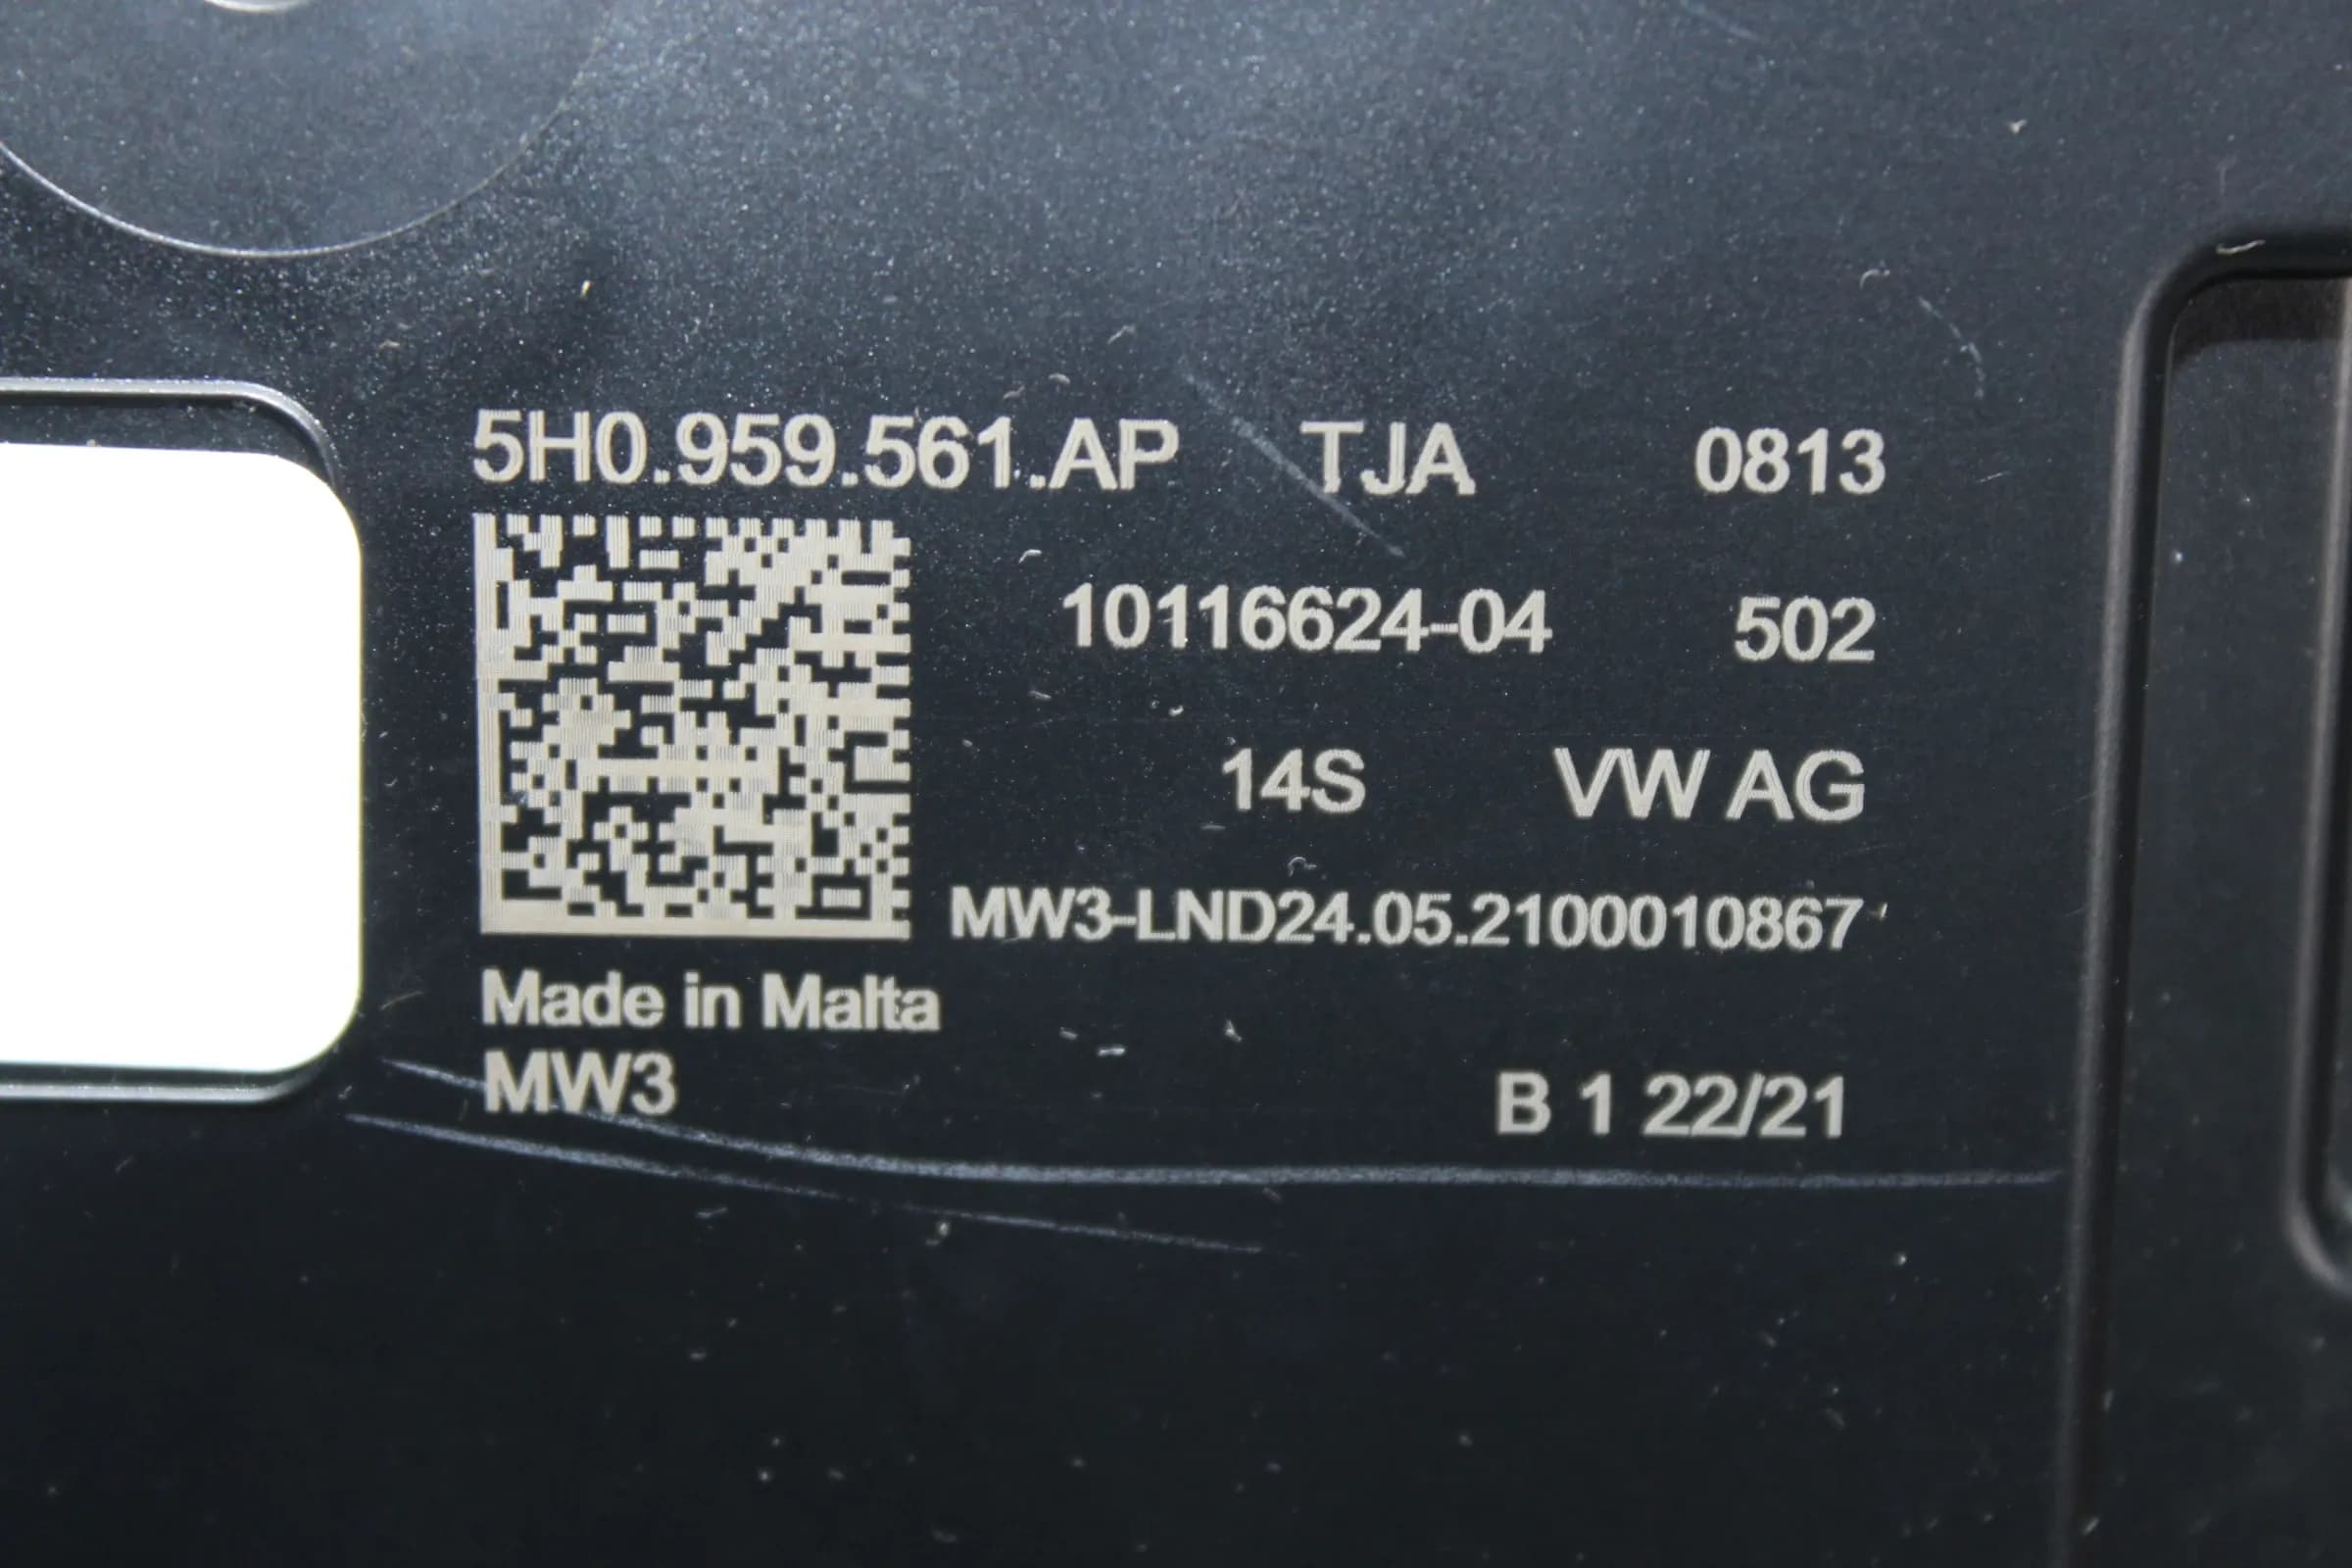 5H0.959.561.AP TJA 0813
10116624-04 502
14S VW AG
MW3-LND24.05.2100010867
Made in Malta
MW3 B 1 22/21